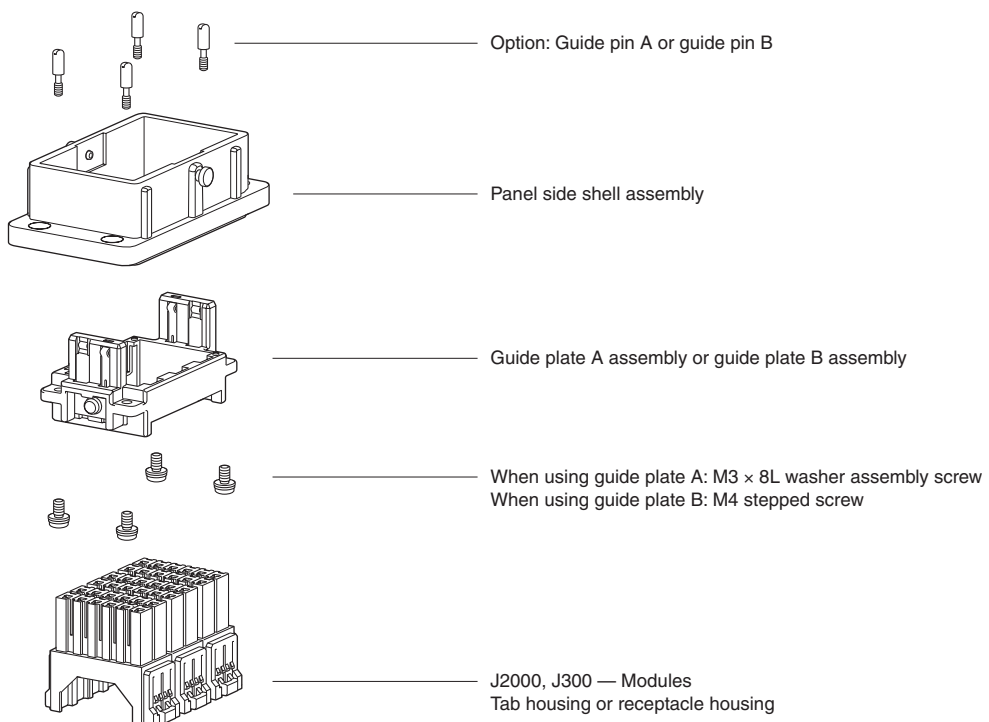 Option: Guide pin A or guide pin B
Panel side shell assembly
Guide plate A assembly or guide plate B assembly
When using guide plate A: M3 × 8L washer assembly screw
When using guide plate B: M4 stepped screw
J2000, J300 — Modules
Tab housing or receptacle housing